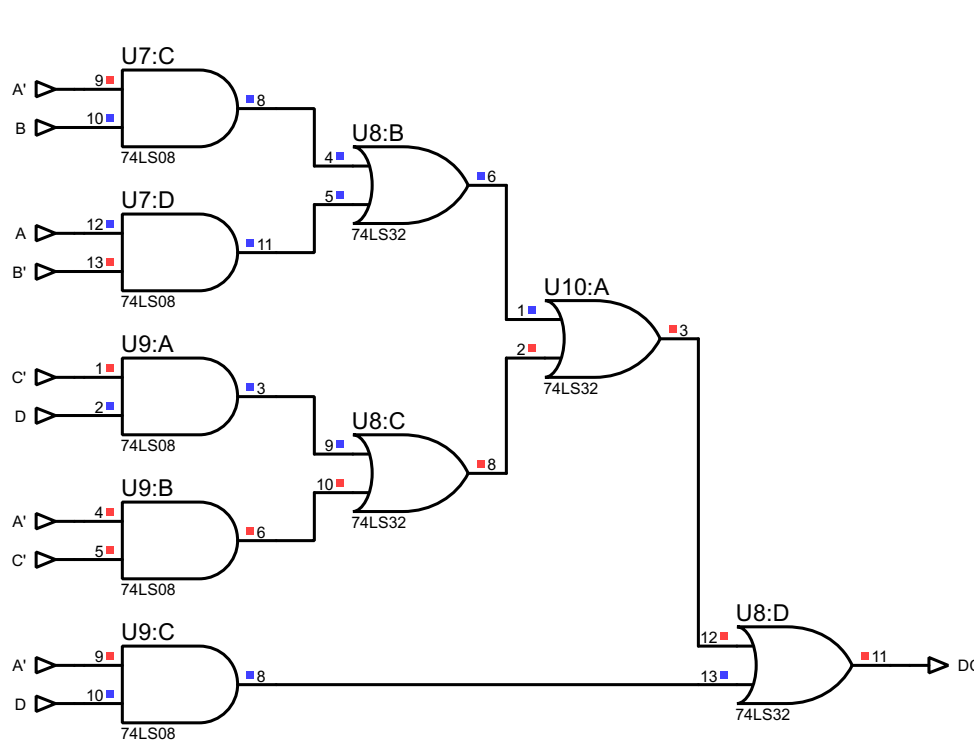 U7:C
A' 9 8
B 10
74LS08
U8:B
4 6
5
74LS32
U7:D
A 12 11
B' 13
74LS08
U10:A
1 3
2
74LS32
U9:A
C' 1 3
D 2
74LS08
U8:C
9 8
10
74LS32
U9:B
A' 4 6
C' 5
74LS08
U9:C
A' 9 8
D 10
74LS08
U8:D
12 11
13
74LS32